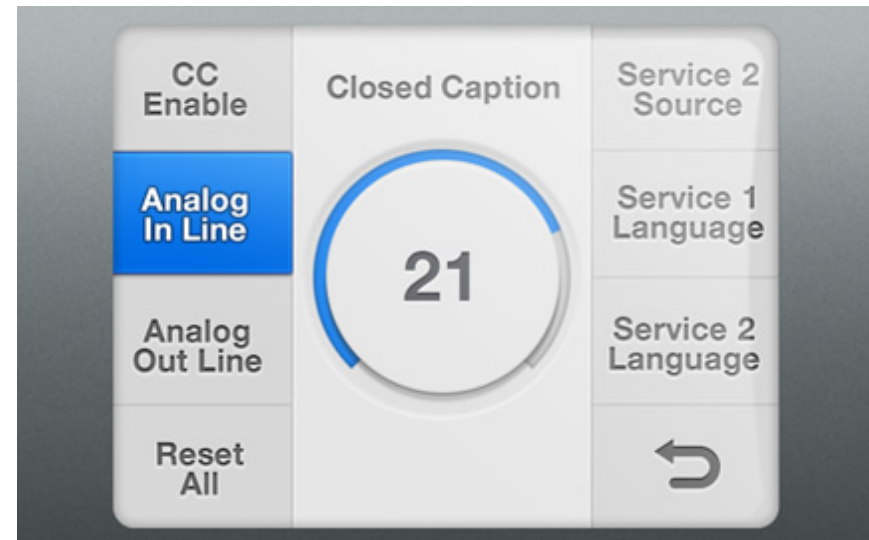 CC
Enable
Analog
In Line
Analog
Out Line
Reset
All
Closed Caption
21
Service 2
Source
Service 1
Language
Service 2
Language